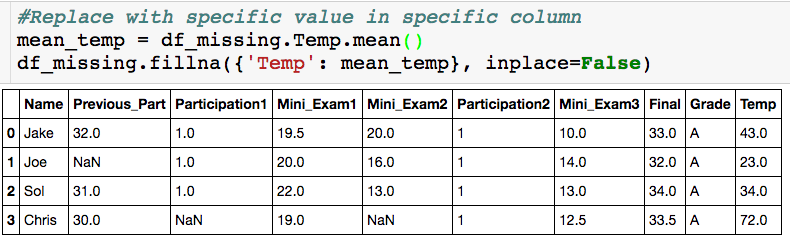 #Replace with specific value in specific column
mean_temp = df_missing.Temp.mean()
df_missing.fillna({'Temp': mean_temp}, inplace=False)
Name Previous_Part Participation1 Mini_Exam1 Mini_Exam2 Participation2 Mini_Exam3 Final Grade Temp
0 Jake 32.0 1.0 19.5 20.0 1 10.0 33.0 A 43.0
1 Joe NaN 1.0 20.0 16.0 1 14.0 32.0 A 23.0
2 Sol 31.0 1.0 22.0 13.0 1 13.0 34.0 A 34.0
3 Chris 30.0 NaN 19.0 NaN 1 12.5 33.5 A 72.0